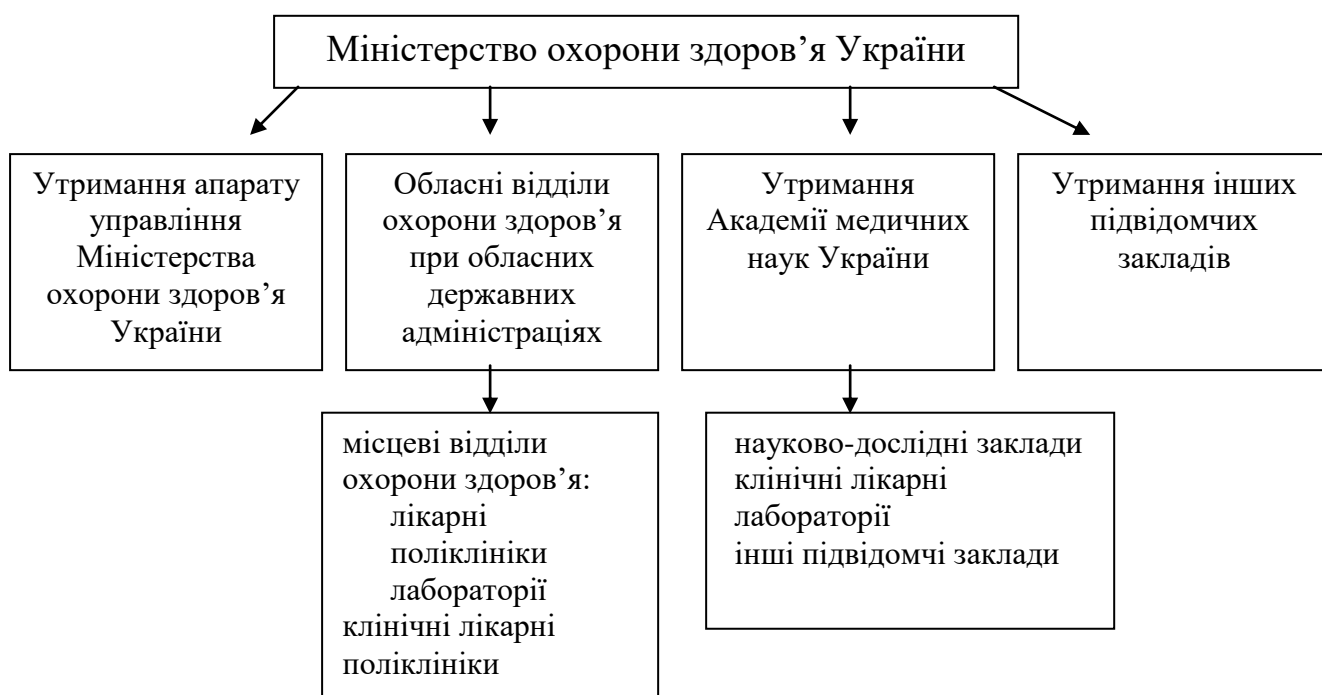 Міністерство охорони здоров’я України
Утримання апарату
управління
Міністерства
охорони здоров’я
України
Обласні відділи
охорони здоров’я
при обласних
державних
адміністраціях
Утримання
Академії медичних
наук України
Утримання інших
підвідомчих
закладів
місцеві відділи
охорони здоров’я:
лікарні
поліклініки
лабораторії
клінічні лікарні
поліклініки
науково-дослідні заклади
клінічні лікарні
лабораторії
інші підвідомчі заклади